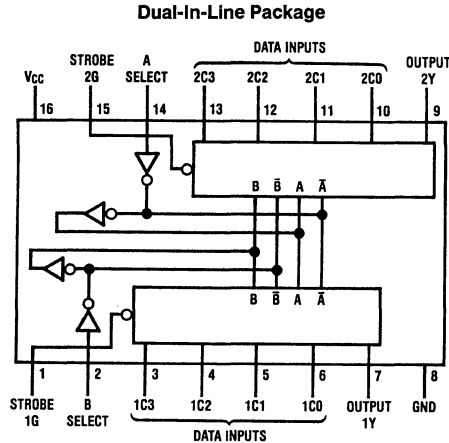 Dual-In-Line Package
DATA INPUTS
STROBE A OUTPUT
VCC 2G SELECT 2C3 2C2 2C1 2C0 2Y
16 15 14 13 12 11 10 9
B B̅ A A̅
B B̅ A A̅
1 2 3 4 5 6 7 8
STROBE B 1C3 1C2 1C1 1C0 OUTPUT GND
1G SELECT 1Y
DATA INPUTS